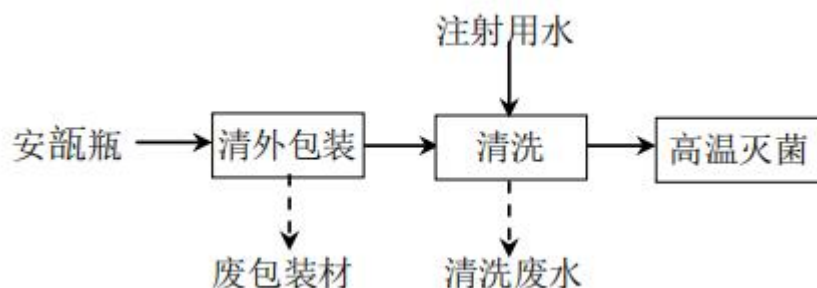 注射用水
安瓿瓶
清外包装
清洗
高温灭菌
废包装材
清洗废水